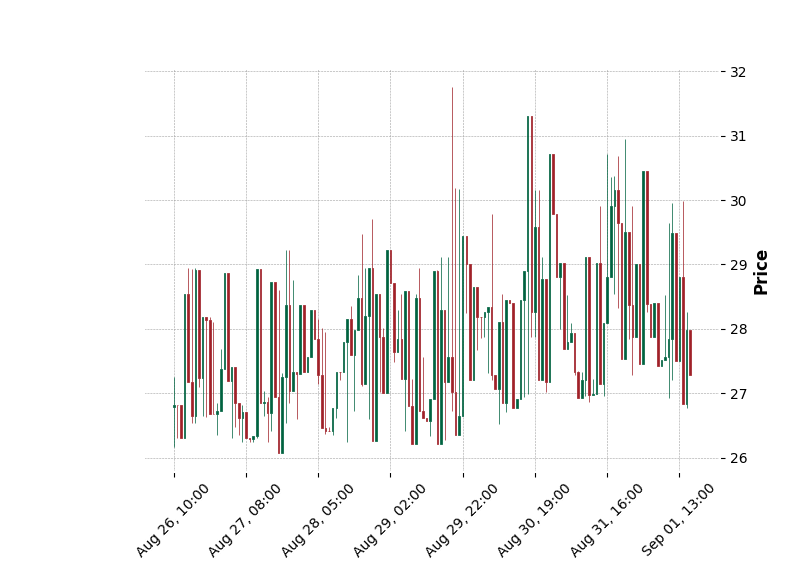 32
31
30
29
28
27
26
Price
Aug 26, 10:00
Aug 27, 08:00
Aug 28, 05:00
Aug 29, 02:00
Aug 29, 22:00
Aug 30, 19:00
Aug 31, 16:00
Sep 01, 13:00